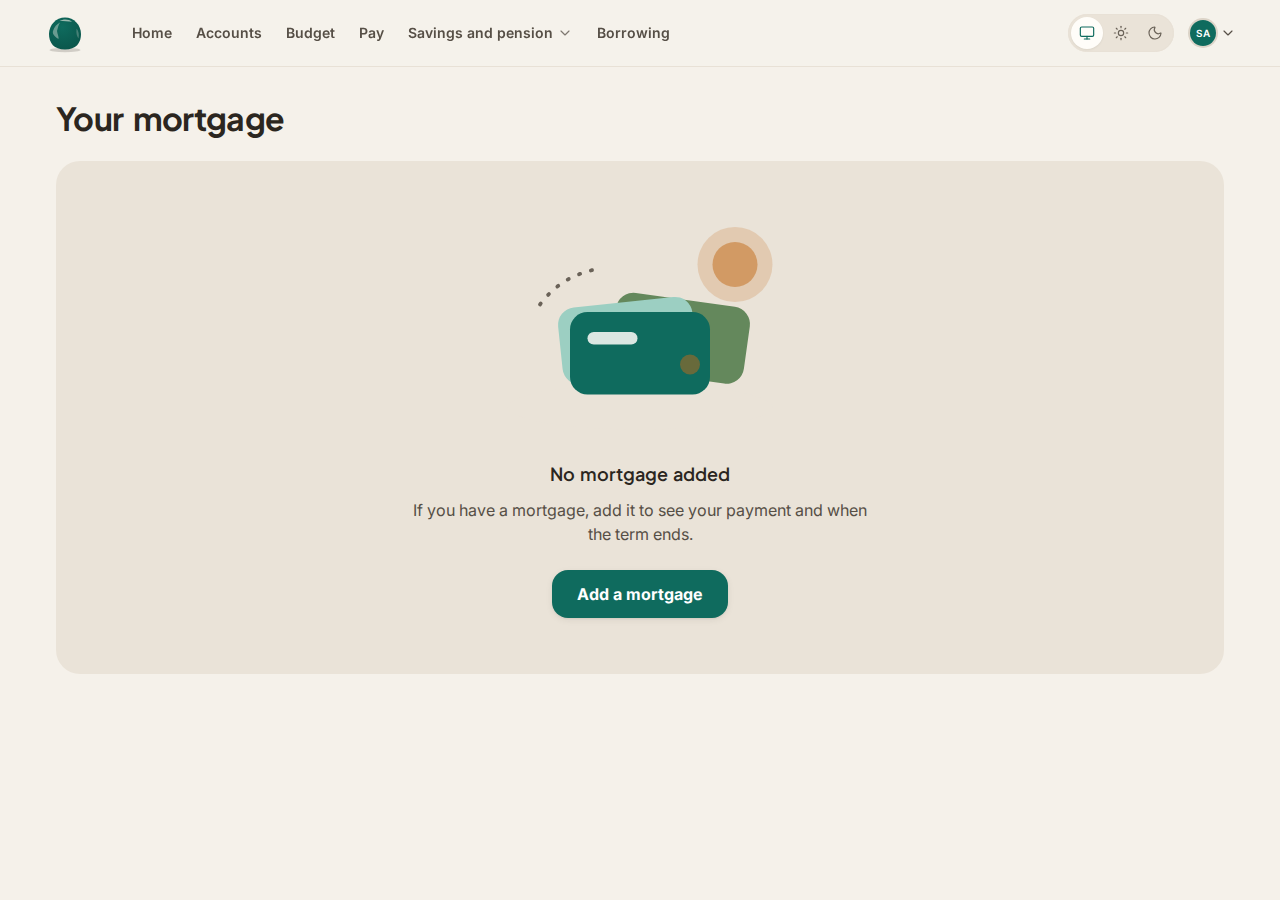 Home
Accounts
Budget
Pay
Savings and pension
Borrowing
SA
Your mortgage
No mortgage added
If you have a mortgage, add it to see your payment and when
the term ends.
Add a mortgage